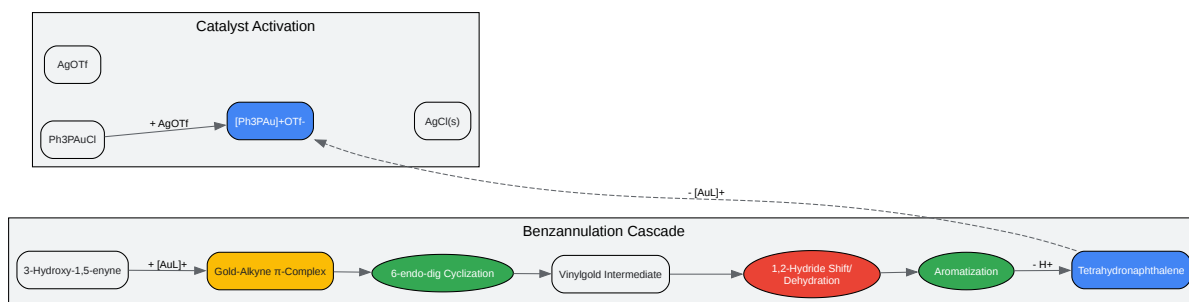 Catalyst Activation
AgOTf
Ph3PAuCl
+ AgOTf
[Ph3PAu]+OTf-
AgCl(s)
- [AuL]+
Benzannulation Cascade
3-Hydroxy-1,5-enyne
+ [AuL]+
Gold-Alkyne π-Complex
6-endo-dig Cyclization
Vinylgold Intermediate
1,2-Hydride Shift/
Dehydration
Aromatization
- H+
Tetrahydronaphthalene